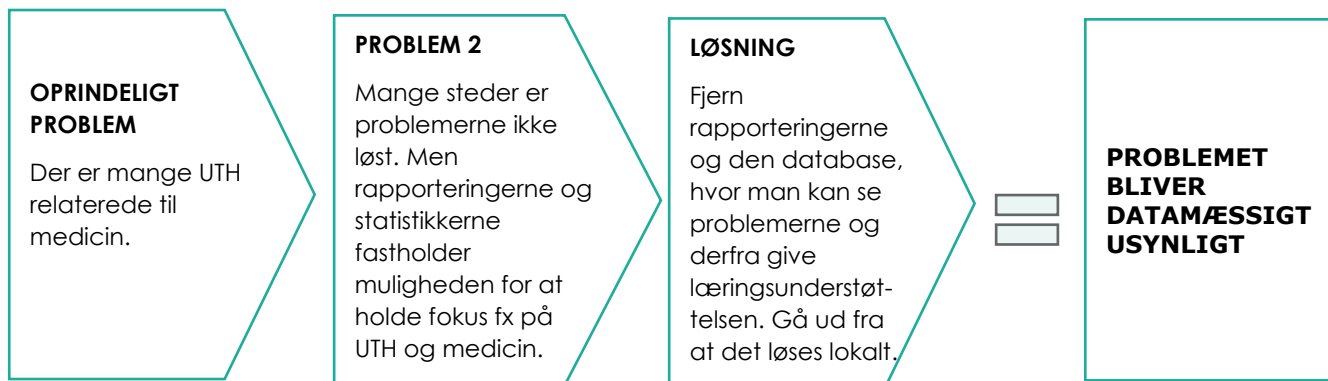 OPRINDELIGT
PROBLEM
Der er mange UTH
relaterede til
medicin.
PROBLEM 2
Mange steder er
problemerne ikke
løst. Men
rapporteringerne og
statistikkerne
fastholder
muligheden for at
holde fokus fx på
UTH og medicin.
LØSNING
Fjern
rapporteringerne
og den database,
hvor man kan se
problemerne og
derfra give
læringsunderstøt-
telsen. Gå ud fra
at det løses lokalt.
PROBLEMET
BLIVER
DATAMÆSSIGT
USYNLIGT